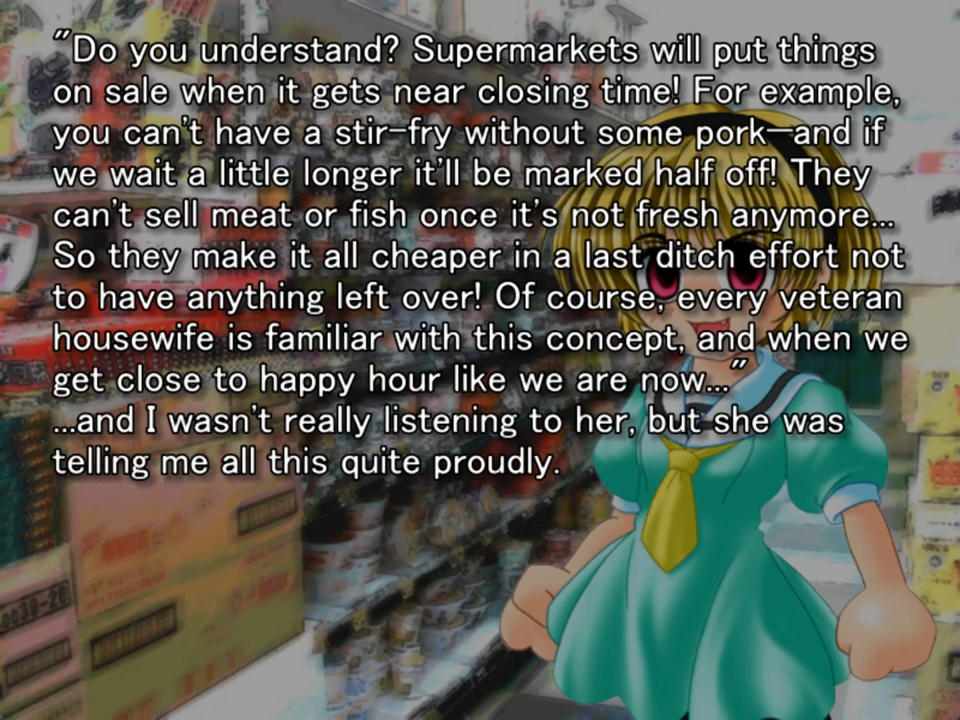 "Do you understand? Supermarkets will put things
on sale when it gets near closing time! For example,
you can't have a stir-fry without some pork—and if
we wait a little longer it'll be marked half off! They
can't sell meat or fish once it's not fresh anymore...
So they make it all cheaper in a last ditch effort not
to have anything left over! Of course, every veteran
housewife is familiar with this concept, and when we
get close to happy hour like we are now..."
...and I wasn't really listening to her, but she was
telling me all this quite proudly.